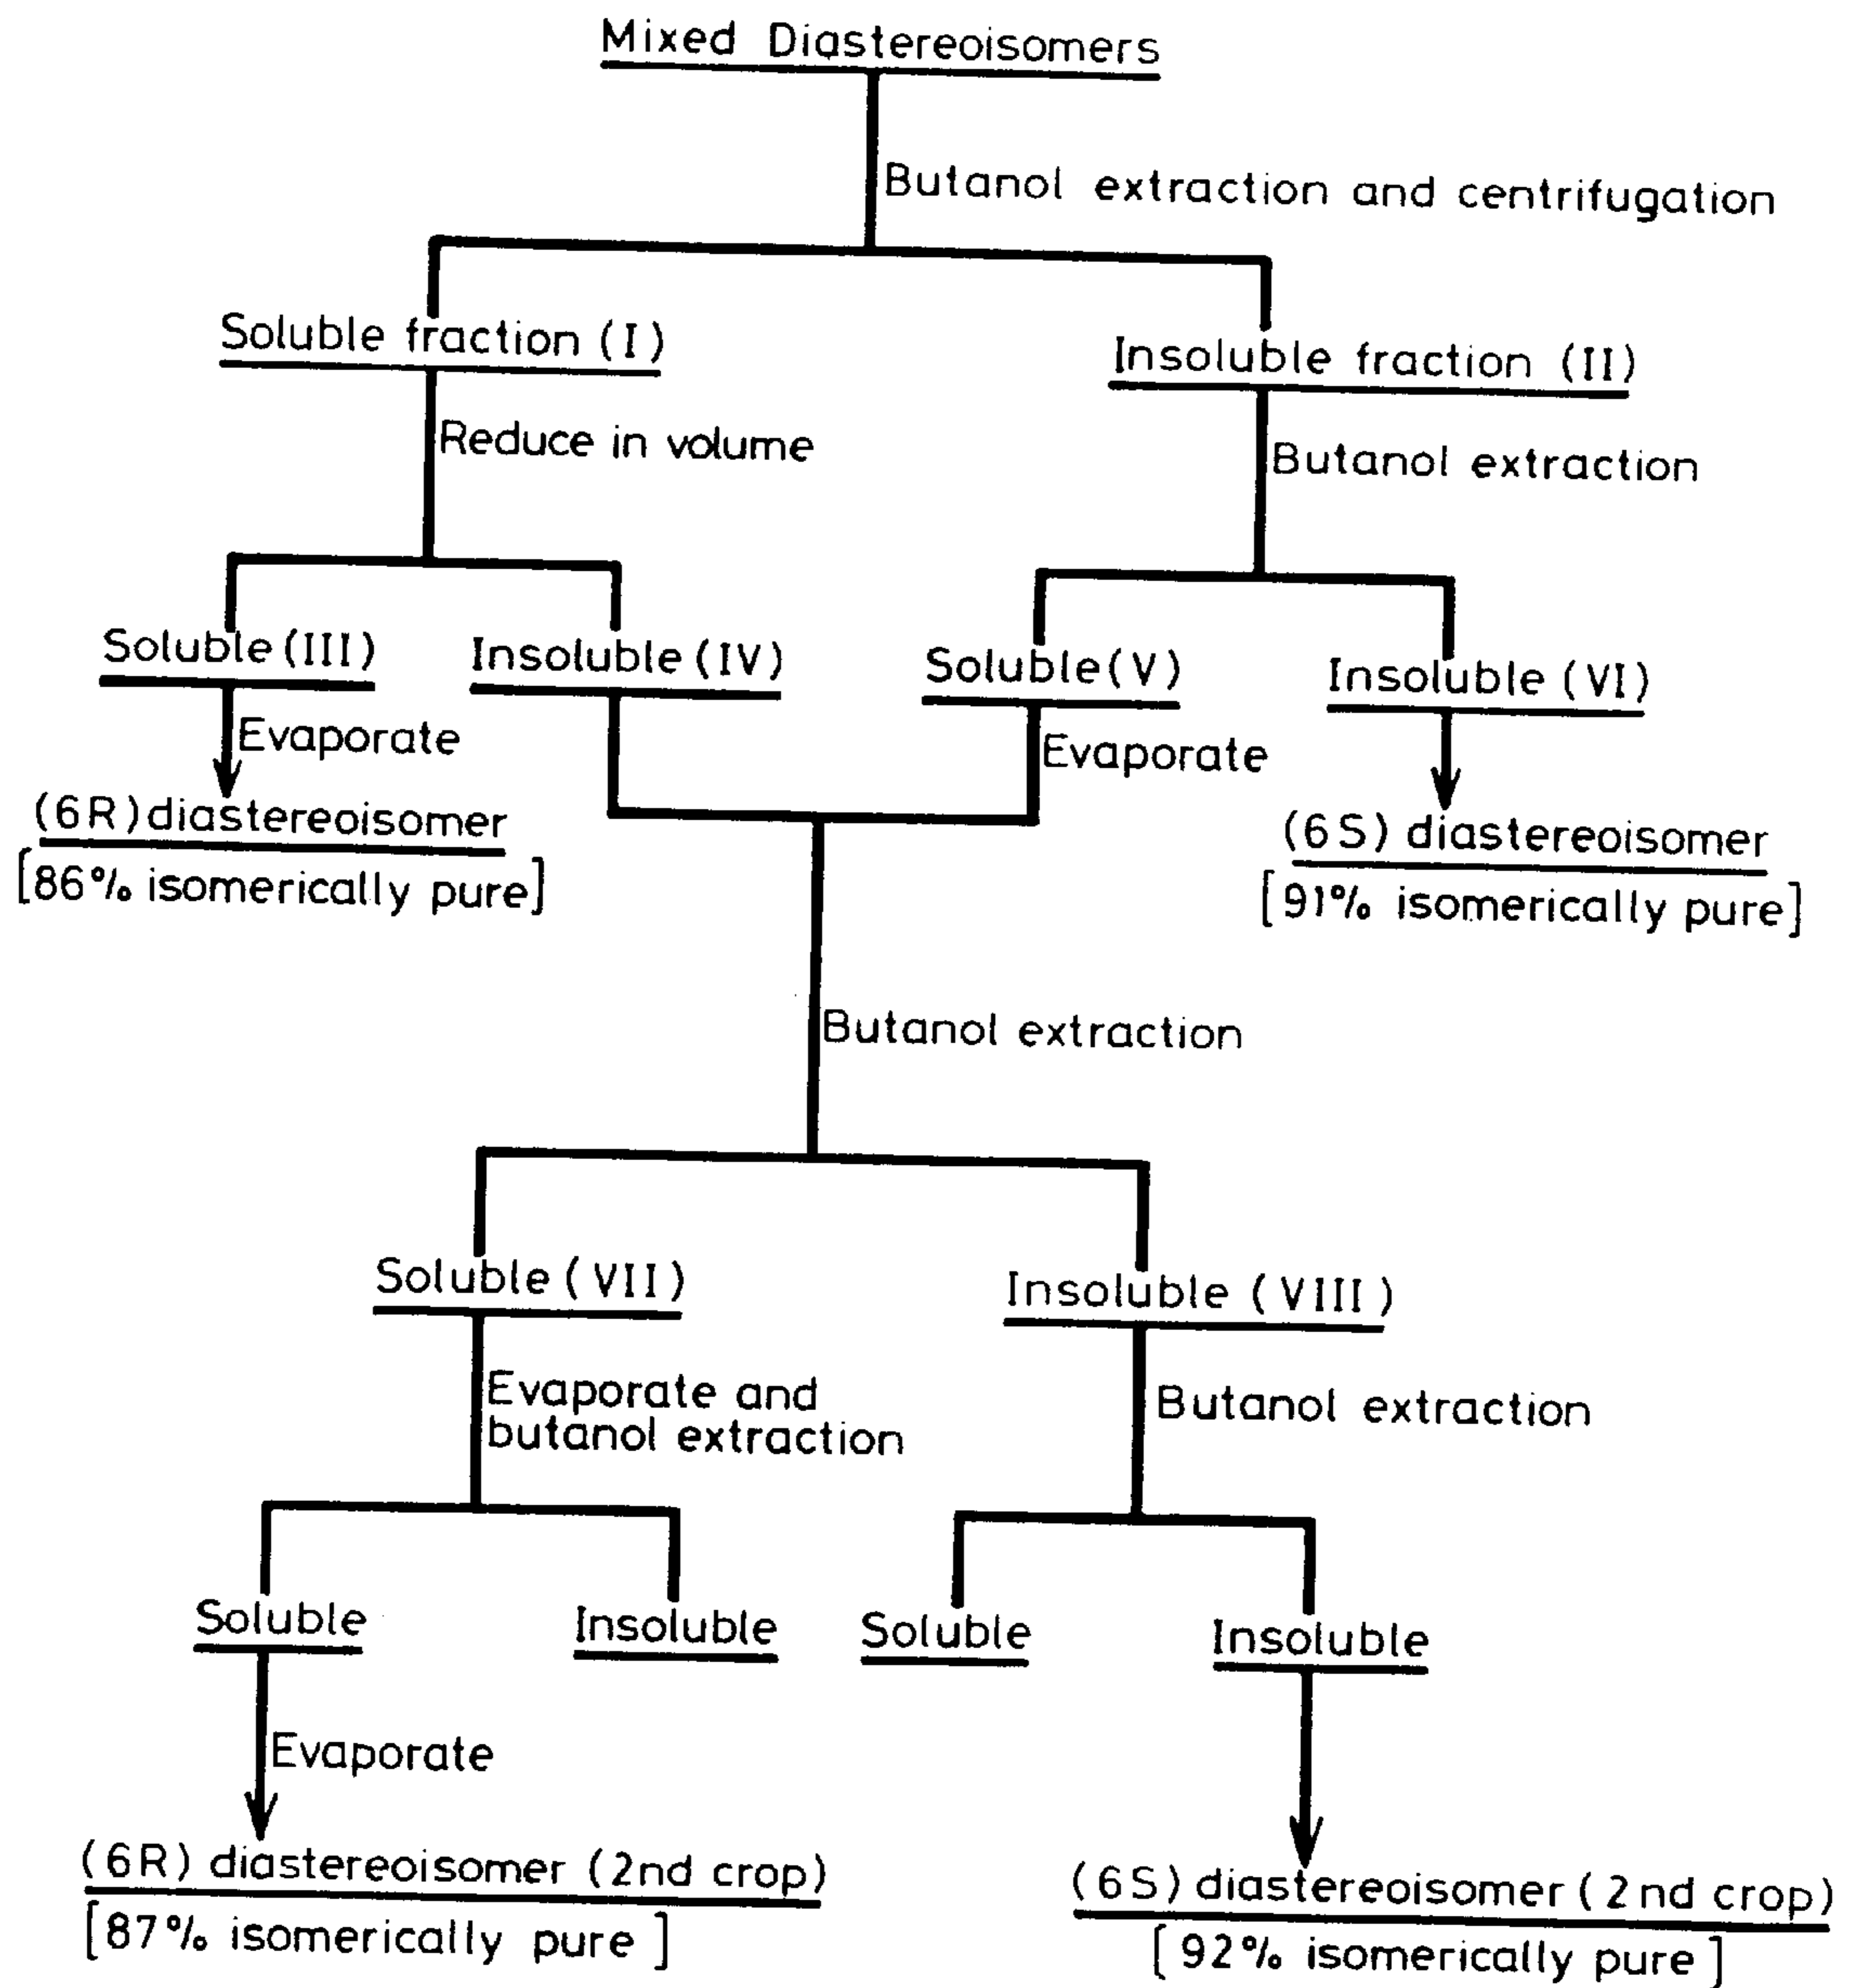 Mixed Diastereoisomers
Butanol extraction and centrifugation
Soluble fraction (I)
Insoluble fraction (II)
Reduce in volume
Butanol extraction
Soluble (III)
Insoluble (IV)
Soluble (V)
Insoluble (VI)
Evaporate
Evaporate
(6R) diastereoisomer
[86% isomerically pure]
(6S) diastereoisomer
[91% isomerically pure]
Butanol extraction
Soluble (VII)
Insoluble (VIII)
Evaporate and
butanol extraction
Butanol extraction
Soluble
Insoluble
Soluble
Insoluble
Evaporate
(6R) diastereoisomer (2nd crop)
[87% isomerically pure]
(6S) diastereoisomer (2nd crop)
[92% isomerically pure]